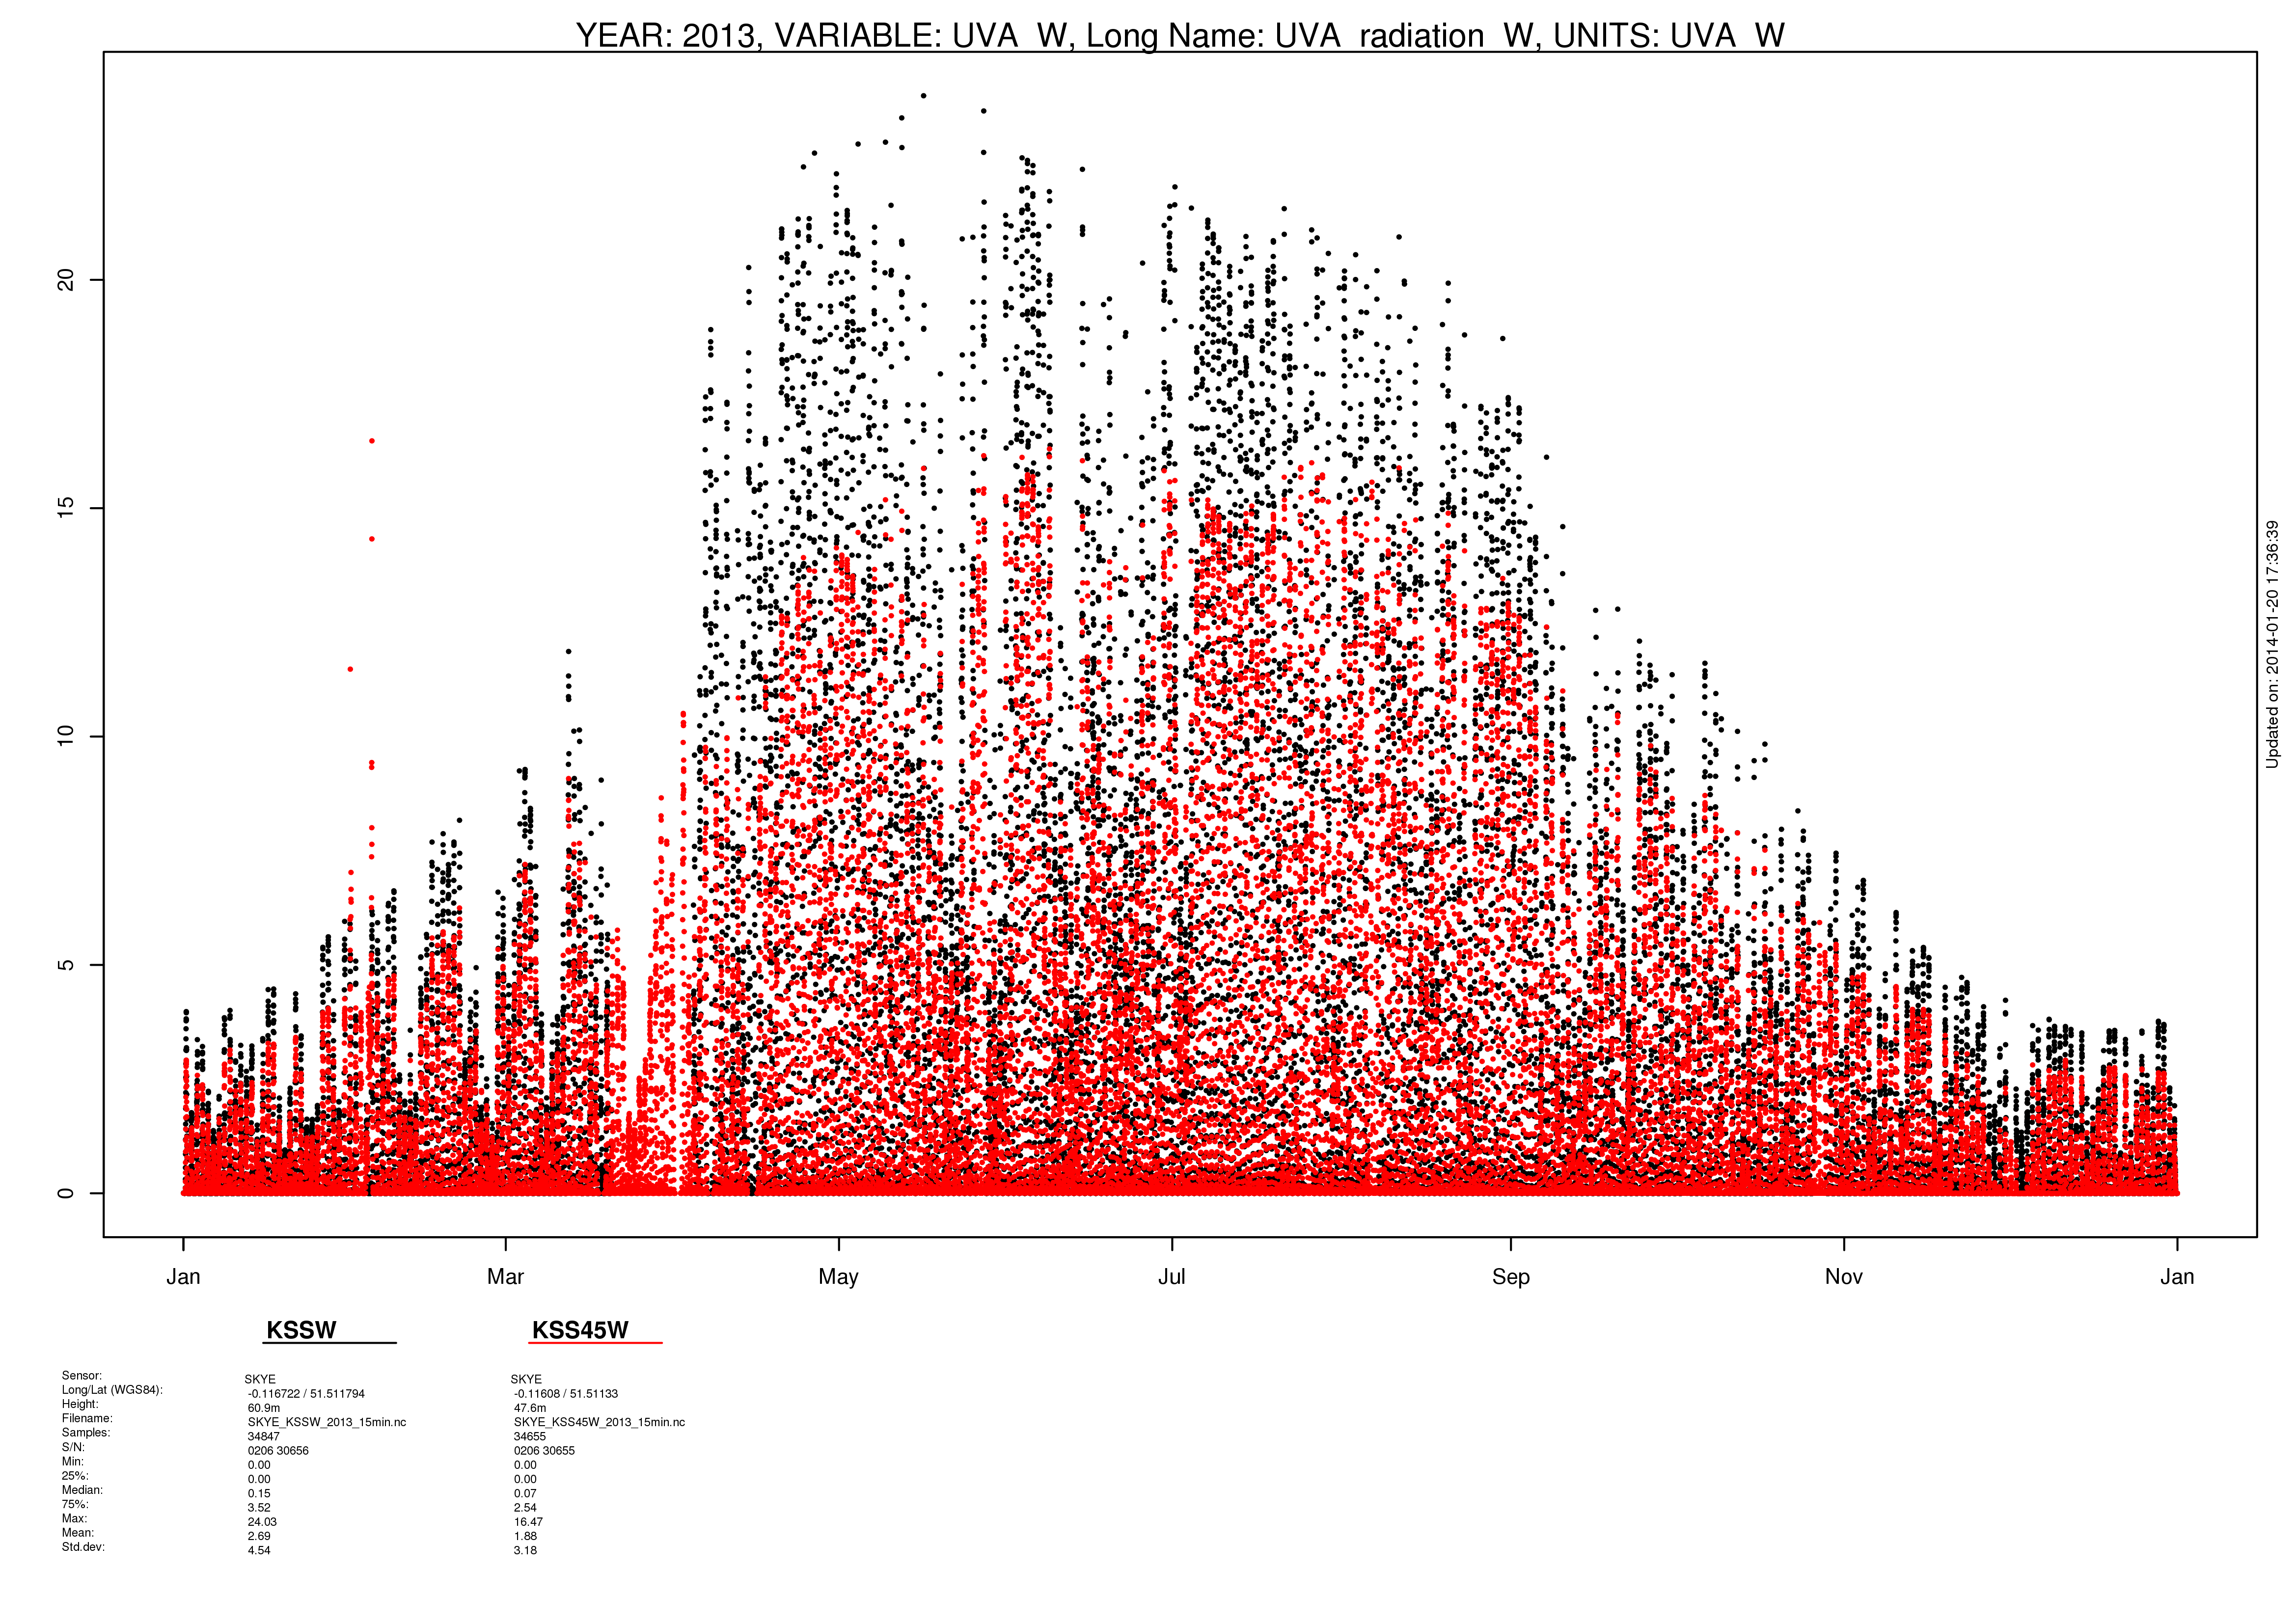 YEAR: 2013, VARIABLE: UVA W, Long Name: UVA radiation W, UNITS: UVA W
20
15
10
5
0
Jan Mar May Jul Sep Nov Jan
Updated on: 2014-01-20 17:36:39
KSSW KSS45W
Sensor: SKYE SKYE
Long/Lat (WGS84): -0.116722 / 51.511794 -0.11608 / 51.51133
Height: 60.9m 47.6m
Filename: SKYE_KSSW_2013_15min.nc SKYE_KSS45W_2013_15min.nc
Samples: 34847 34655
S/N: 0206 30656 0206 30655
Min: 0.00 0.00
25%: 0.00 0.00
Median: 0.15 0.07
75%: 3.52 2.54
Max: 24.03 16.47
Mean: 2.69 1.88
Std.dev: 4.54 3.18